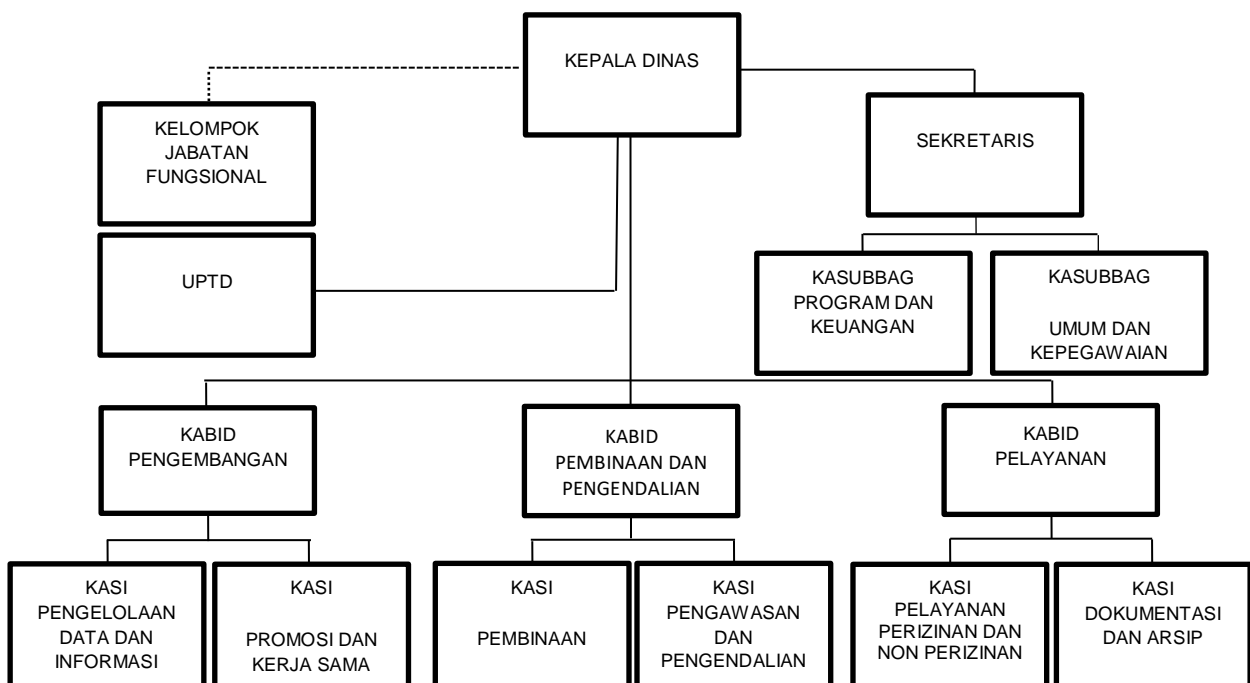 KEPALA DINAS
KELOMPOK
JABATAN
FUNGSIONAL
SEKRETARIS
UPTD
KASUBBAG
PROGRAM DAN
KEUANGAN
KASUBBAG
UMUM DAN
KEPEGAWAIAN
KABID
PENGEMBANGAN
KABID
PEMBINAAN DAN
PENGENDALIAN
KABID
PELAYANAN
KASI
PENGELOLAAN
DATA DAN
INFORMASI
KASI
PROMOSI DAN
KERJA SAMA
KASI
PEMBINAAN
KASI
PENGAWASAN
DAN
PENGENDALIAN
KASI
PELAYANAN
PERIZINAN DAN
NON PERIZINAN
KASI
DOKUMENTASI
DAN ARSIP